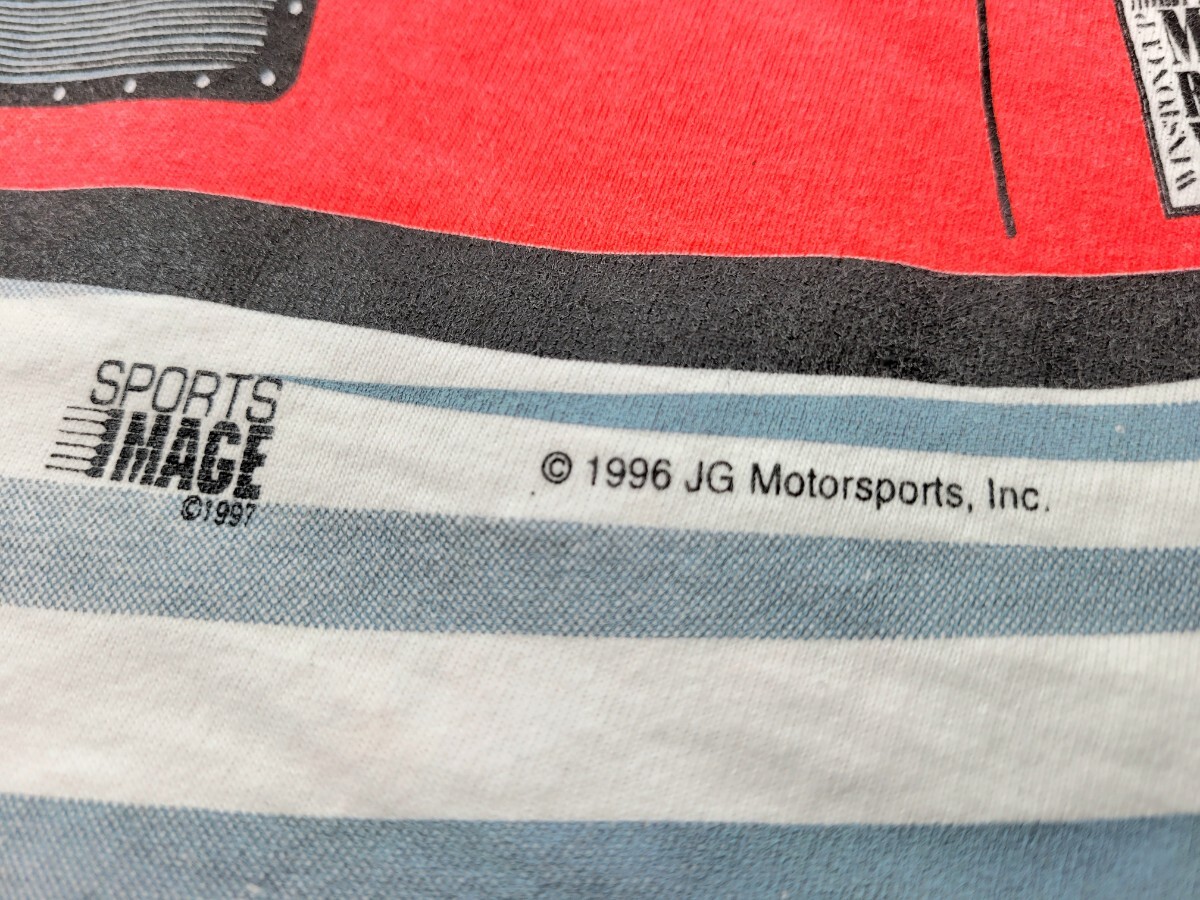 SPORTS
IMAGE
©1997
© 1996 JG Motorsports, Inc.